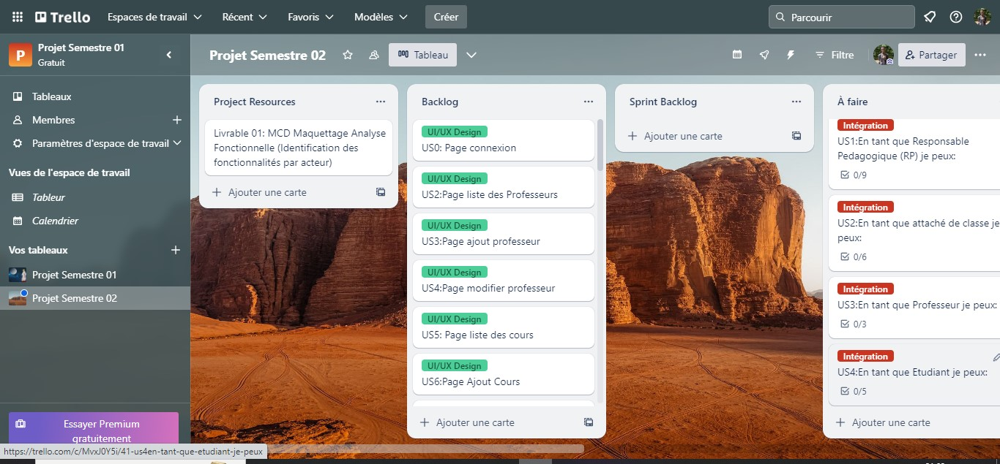 Trello
Espaces de travail
Récent
Favoris
Modèles
Créer
Parcourir
P
Projet Semestre 01
Gratuit
Tableaux
Membres
Paramètres d'espace de travail
Vues de l'espace de travail
Tableur
Calendrier
Vos tableaux
Projet Semestre 01
Projet Semestre 02
Essayer Premium
gratuitement
https://trello.com/c/MvxJ0Y5i/41-us4en-tant-que-etudiant-je-peux
Projet Semestre 02
Tableau
Filtre
Partager
Project Resources
Livrable 01: MCD Maquettage Analyse
Fonctionnelle (Identification des
fonctionnalités par acteur)
Ajouter une carte
Backlog
UI/UX Design
US0: Page connexion
UI/UX Design
US2:Page liste des Professeurs
UI/UX Design
US3:Page ajout professeur
UI/UX Design
US4:Page modifier professeur
UI/UX Design
US5: Page liste des cours
UI/UX Design
US6:Page Ajout Cours
Ajouter une carte
Sprint Backlog
Ajouter une carte
À faire
Intégration
US1:En tant que Responsable
Pedagogique (RP) je peux:
0/9
Intégration
US2:En tant que attaché de classe je
peux:
0/6
Intégration
US3:En tant que Professeur je peux:
0/3
Intégration
US4:En tant que Etudiant je peux:
0/5
Ajouter une carte